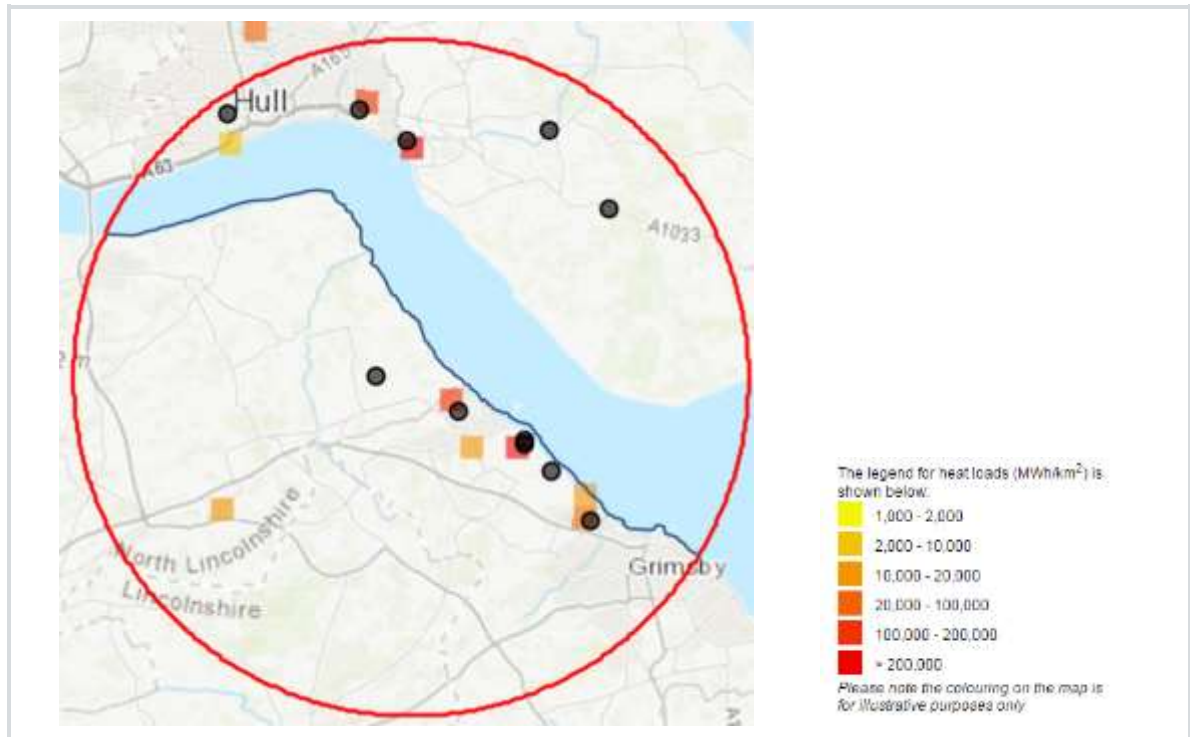 A165
Hull
A63
A1033
North Lincolnshire
Lincolnshire
Grimsby
The legend for heat loads (MWh/km²) is
shown below:
1,000 - 2,000
2,000 - 10,000
10,000 - 20,000
20,000 - 100,000
100,000 - 200,000
> 200,000
Please note the colouring on the map is
for illustrative purposes only